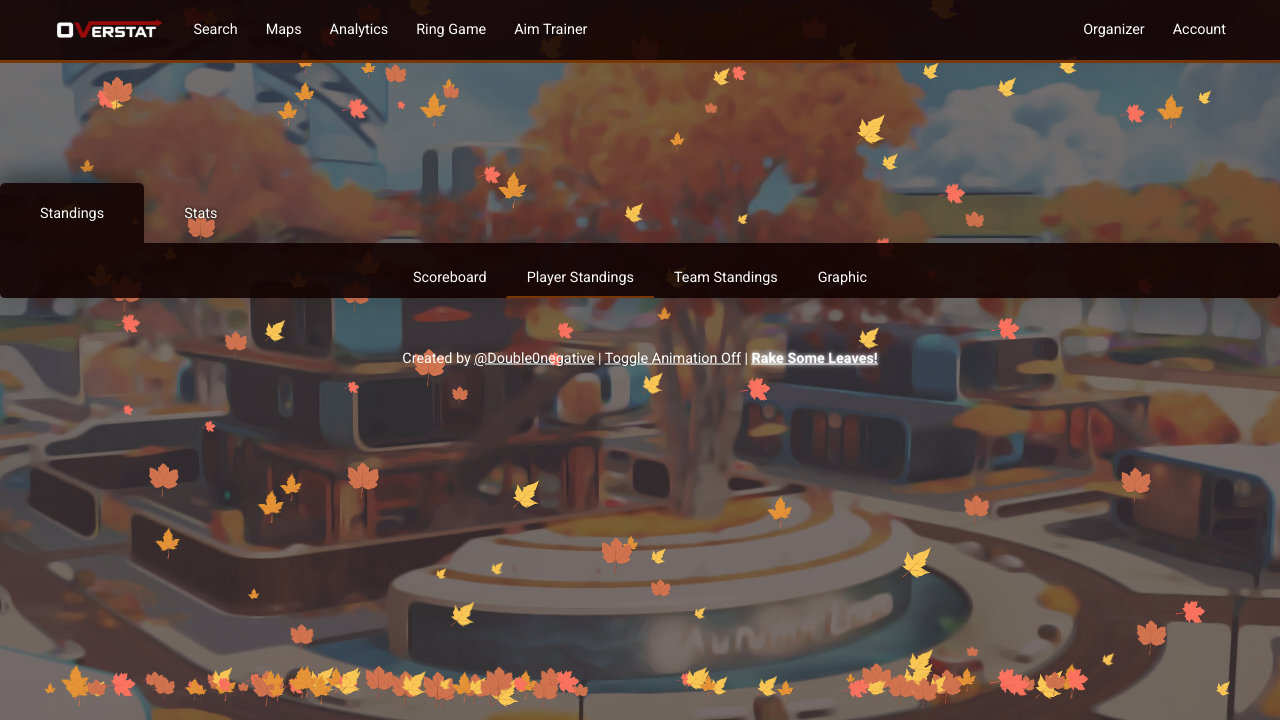 OVERSTAT Search Maps Analytics Ring Game Aim Trainer Organizer Account
Standings Stats
Scoreboard Player Standings Team Standings Graphic
Created by @Double0negative | Toggle Animation Off | Rake Some Leaves!